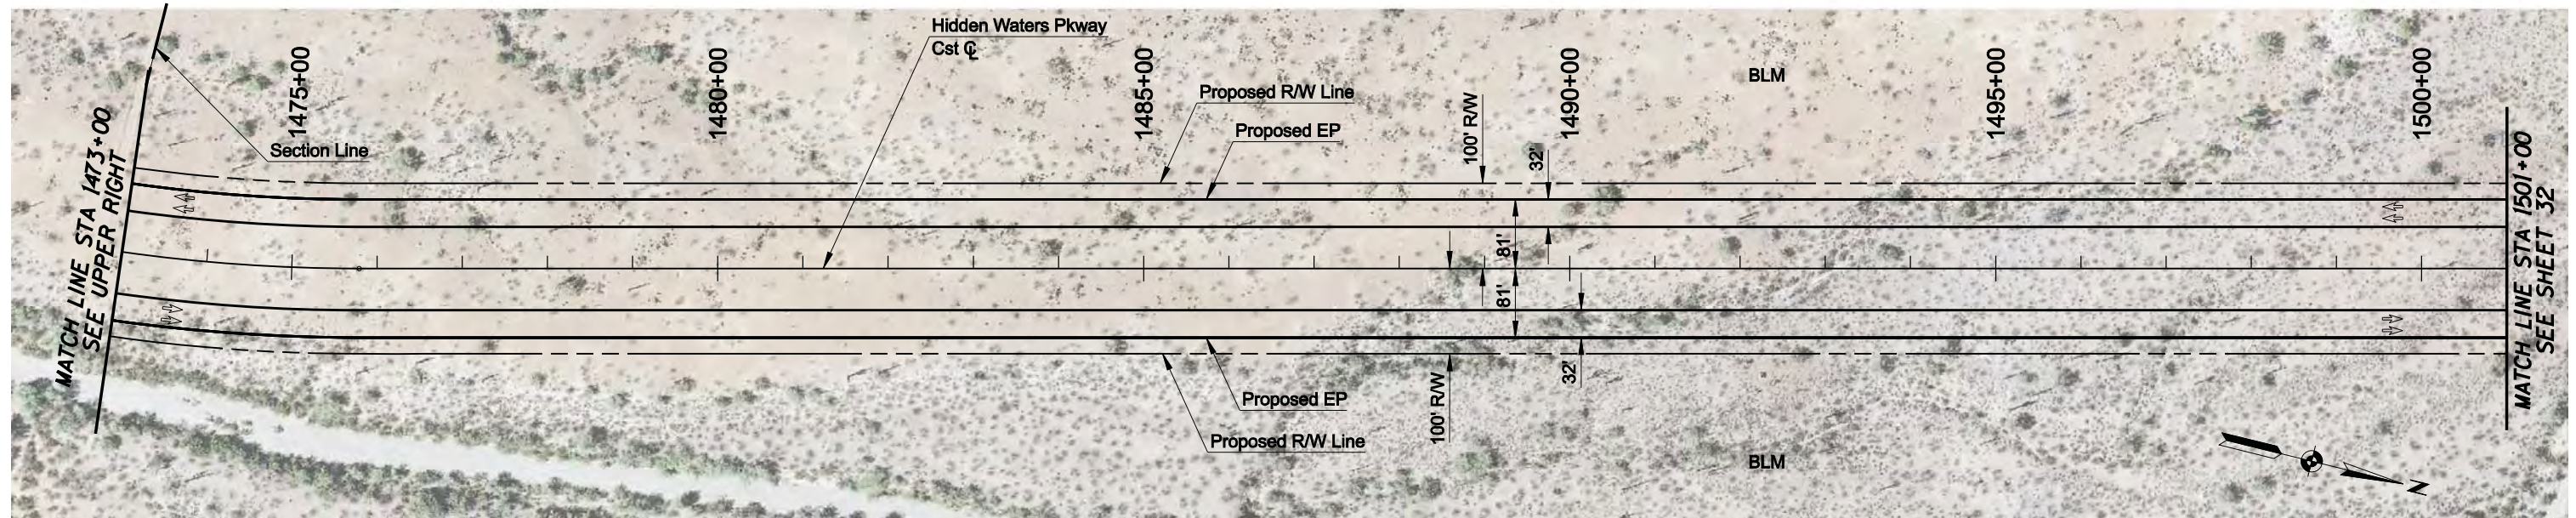 Hidden Waters Pkway
Cst ℄
BLM
1475+00
1480+00
1485+00
1490+00
1495+00
1500+00
Proposed R/W Line
Proposed EP
100' R/W
32'
Section Line
MATCH LINE STA 1473+00
SEE UPPER RIGHT
MATCH LINE STA 1501+00
SEE SHEET 32
81'
81'
32'
100' R/W
Proposed EP
Proposed R/W Line
BLM
N